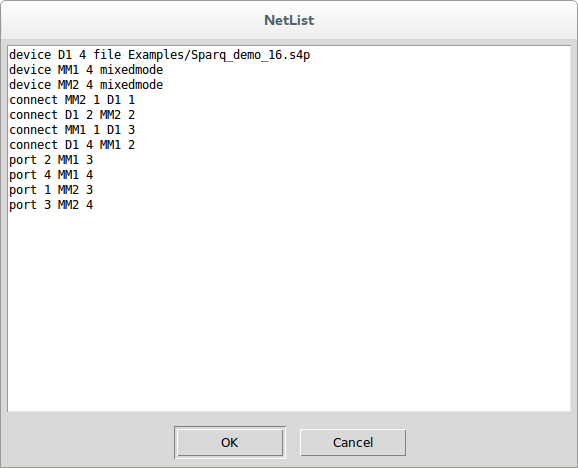 NetList
device D1 4 file Examples/Sparq_demo_16.s4p
device MM1 4 mixedmode
device MM2 4 mixedmode
connect MM2 1 D1 1
connect D1 2 MM2 2
connect MM1 1 D1 3
connect D1 4 MM1 2
port 2 MM1 3
port 4 MM1 4
port 1 MM2 3
port 3 MM2 4
OK
Cancel